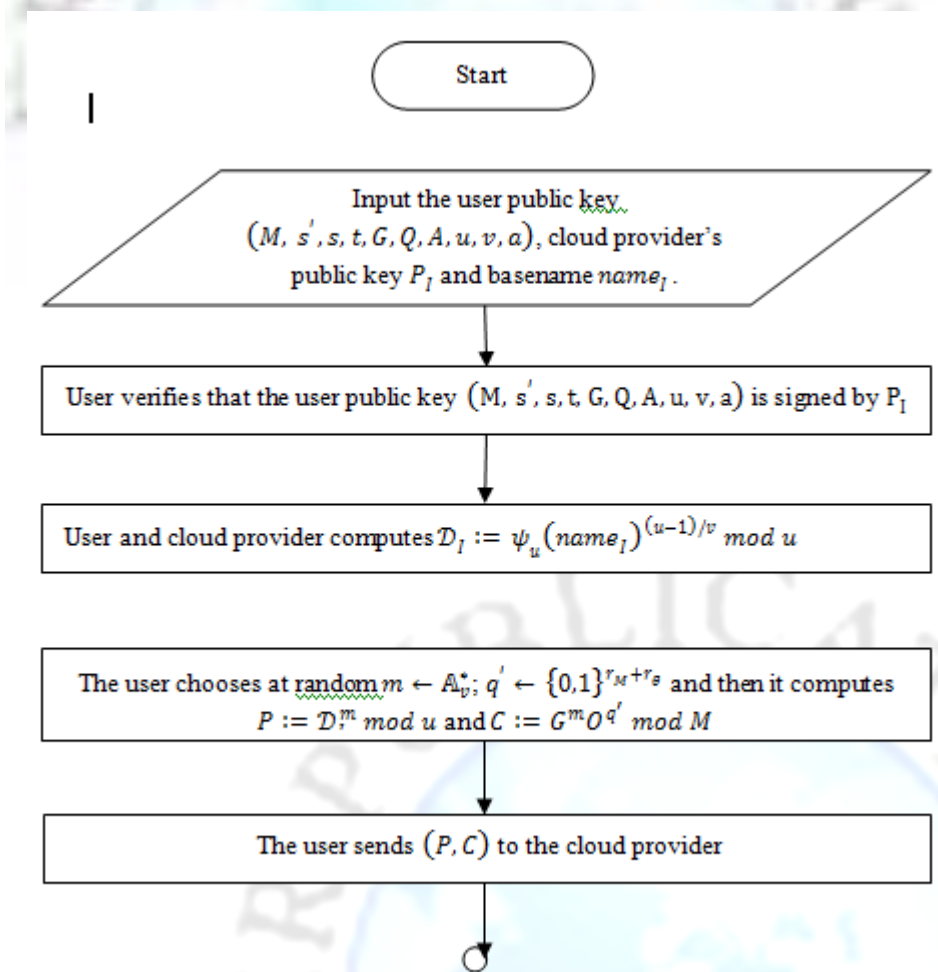 Start
Input the user public key
(M, s', s, t, G, Q, A, u, v, a), cloud provider's
public key P_I and basename name_I.
User verifies that the user public key (M, s', s, t, G, Q, A, u, v, a) is signed by P_I
User and cloud provider computes 𝒟_I := ψ_u(name_I)^{(u-1)/v} mod u
The user chooses at random m ← 𝔸_v^*; q' ← {0,1}^{r_M+r_ø} and then it computes
P := 𝒟^m mod u and C := G^m O^{q'} mod M
The user sends (P, C) to the cloud provider
REPUBLIC